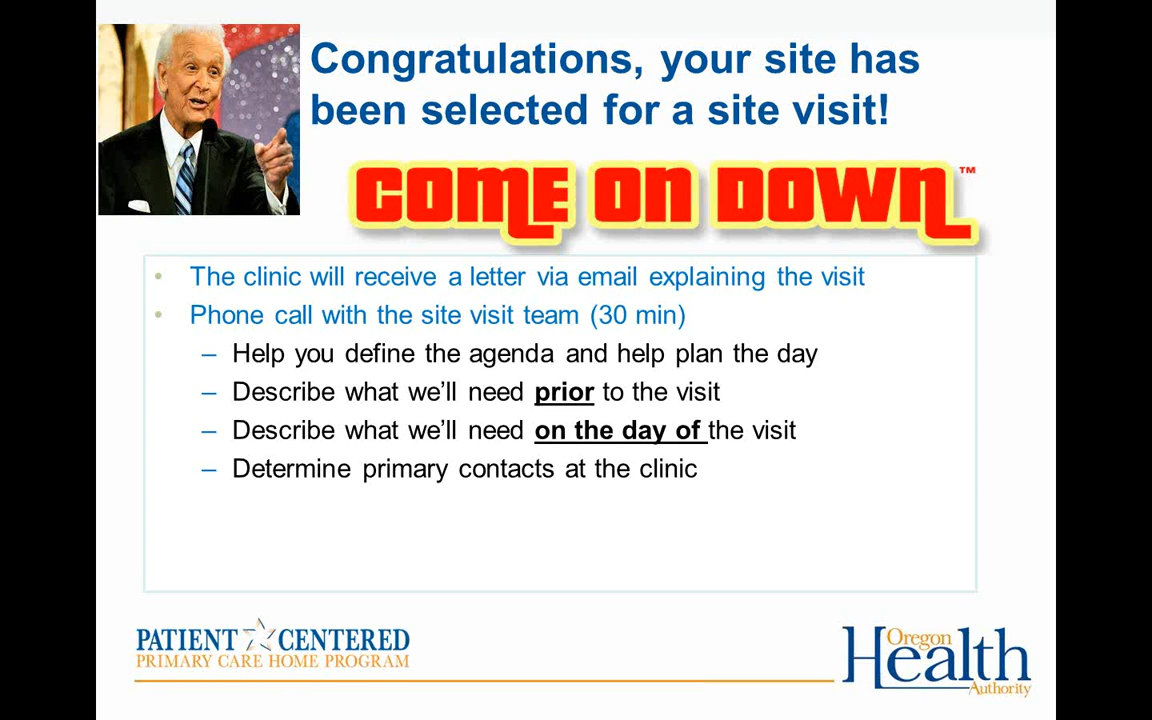 Congratulations, your site has
been selected for a site visit!
COME ON DOWN™
• The clinic will receive a letter via email explaining the visit
• Phone call with the site visit team (30 min)
– Help you define the agenda and help plan the day
– Describe what we’ll need prior to the visit
– Describe what we’ll need on the day of the visit
– Determine primary contacts at the clinic
PATIENT CENTERED
PRIMARY CARE HOME PROGRAM
Oregon
Health
Authority